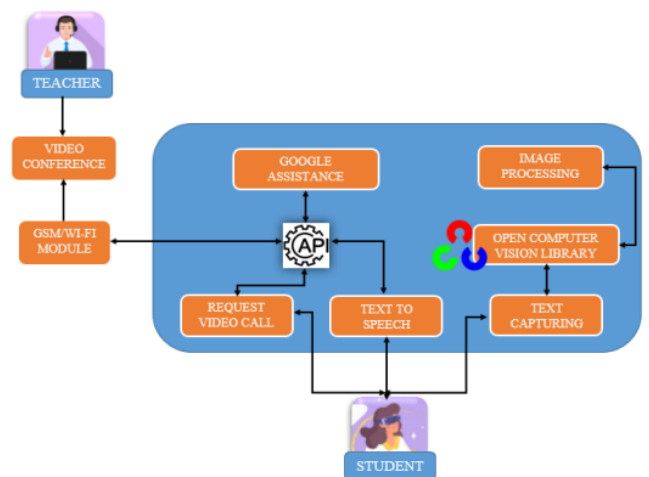 TEACHER
VIDEO
CONFERENCE
GSM/WI-FI
MODULE
GOOGLE
ASSISTANCE
IMAGE
PROCESSING
API
OPEN COMPUTER
VISION LIBRARY
REQUEST
VIDEO CALL
TEXT TO
SPEECH
TEXT
CAPTURING
STUDENT